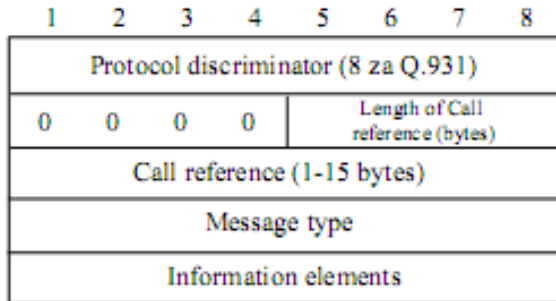 1 2 3 4 5 6 7 8
Protocol discriminator (8 za Q.931)
0 0 0 0 Length of Call
reference (bytes)
Call reference (1-15 bytes)
Message type
Information elements